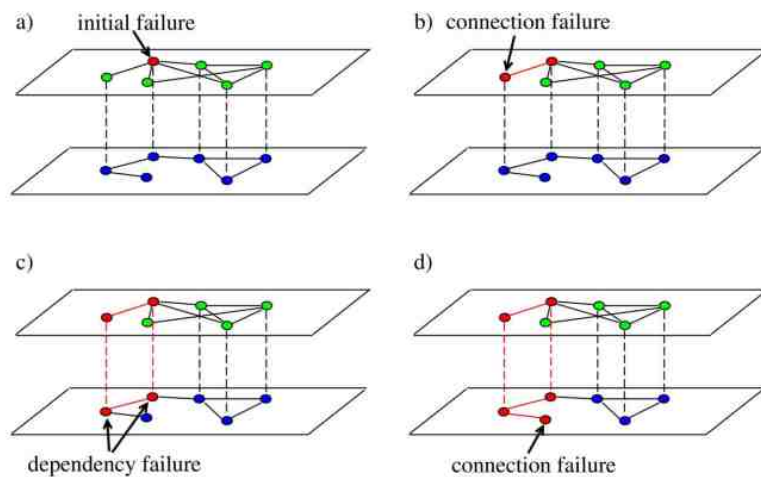 a)
initial failure
b)
connection failure
c)
dependency failure
d)
connection failure